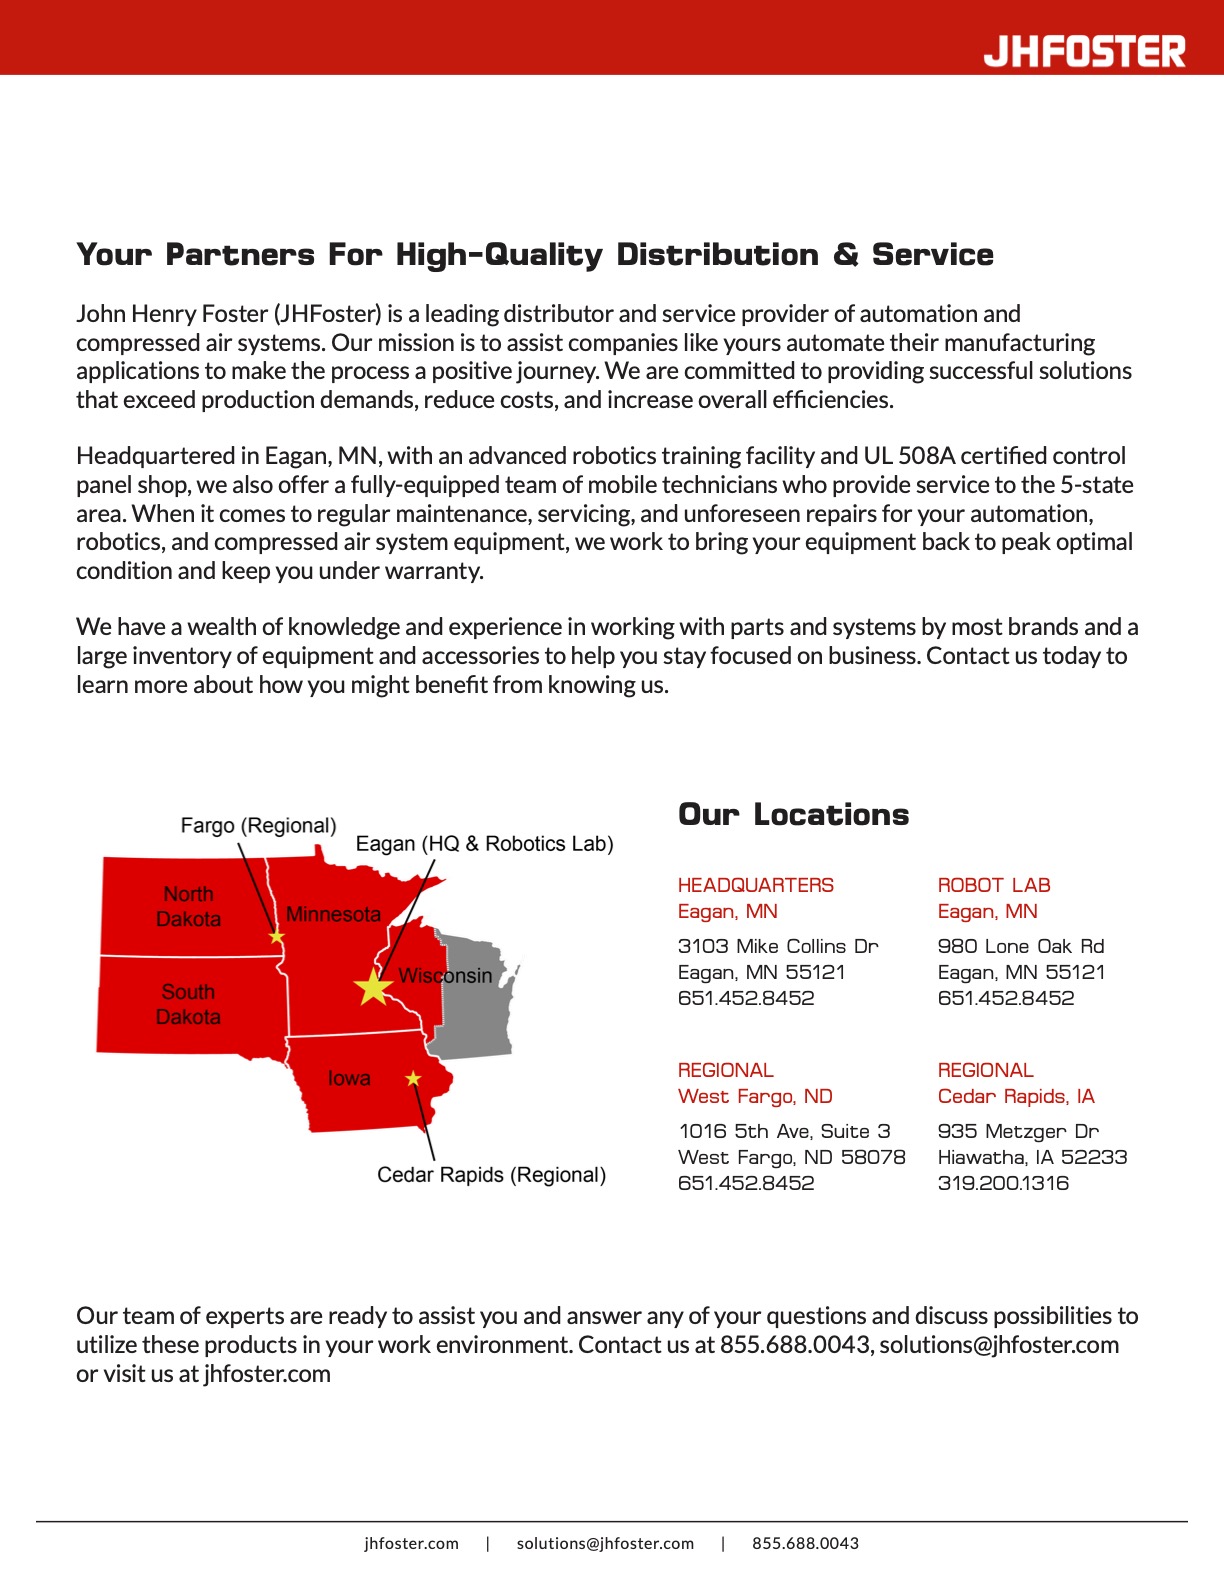 JHFOSTER
Your Partners For High-Quality Distribution & Service
John Henry Foster (JHFoster) is a leading distributor and service provider of automation and
compressed air systems. Our mission is to assist companies like yours automate their manufacturing
applications to make the process a positive journey. We are committed to providing successful solutions
that exceed production demands, reduce costs, and increase overall efficiencies.
Headquartered in Eagan, MN, with an advanced robotics training facility and UL 508A certified control
panel shop, we also offer a fully-equipped team of mobile technicians who provide service to the 5-state
area. When it comes to regular maintenance, servicing, and unforeseen repairs for your automation,
robotics, and compressed air system equipment, we work to bring your equipment back to peak optimal
condition and keep you under warranty.
We have a wealth of knowledge and experience in working with parts and systems by most brands and a
large inventory of equipment and accessories to help you stay focused on business. Contact us today to
learn more about how you might benefit from knowing us.
Fargo (Regional)
Eagan (HQ & Robotics Lab)
North
Dakota
Minnesota
Wisconsin
South
Dakota
Iowa
Cedar Rapids (Regional)
Our Locations
HEADQUARTERS
Eagan, MN
3103 Mike Collins Dr
Eagan, MN 55121
651.452.8452
ROBOT LAB
Eagan, MN
980 Lone Oak Rd
Eagan, MN 55121
651.452.8452
REGIONAL
West Fargo, ND
1016 5th Ave, Suite 3
West Fargo, ND 58078
651.452.8452
REGIONAL
Cedar Rapids, IA
935 Metzger Dr
Hiawatha, IA 52233
319.200.1316
Our team of experts are ready to assist you and answer any of your questions and discuss possibilities to
utilize these products in your work environment. Contact us at 855.688.0043, solutions@jhfoster.com
or visit us at jhfoster.com
jhfoster.com | solutions@jhfoster.com | 855.688.0043